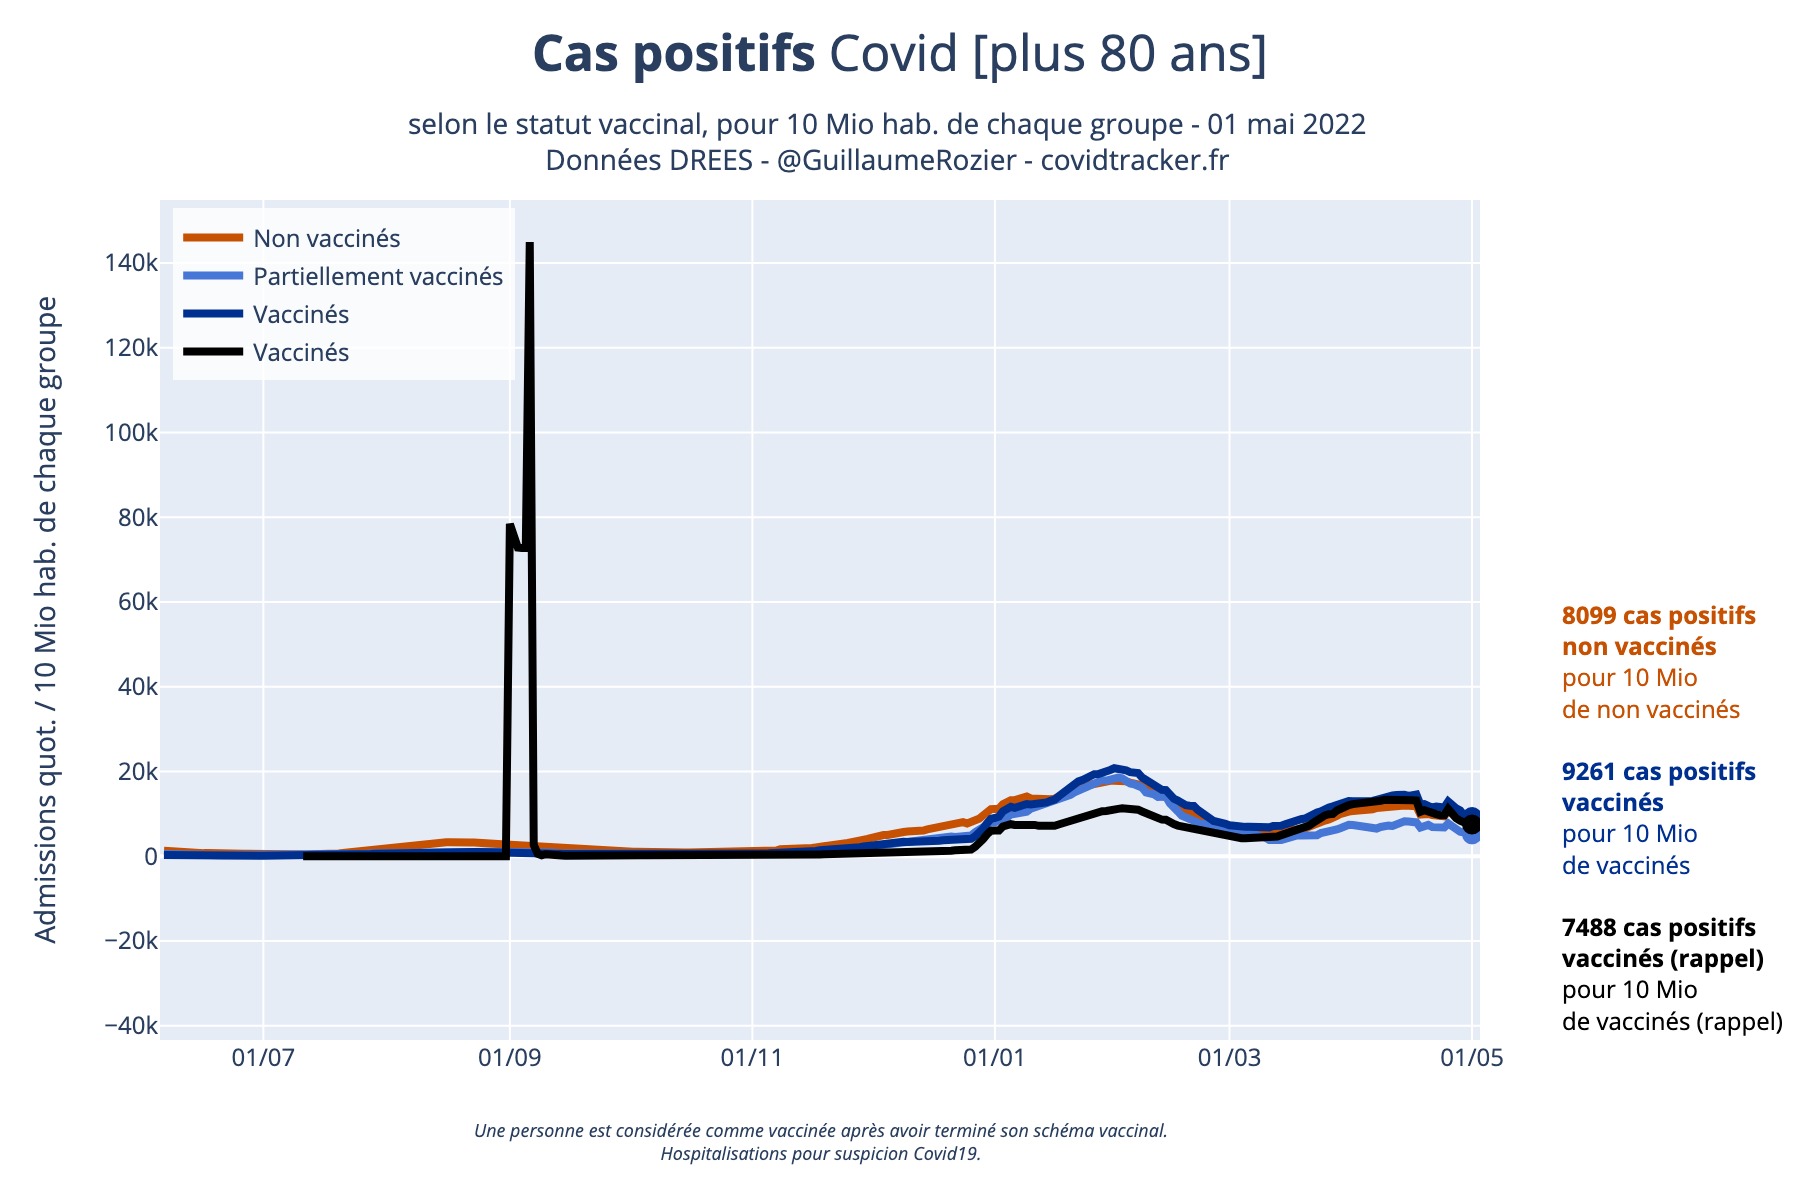 Cas positifs Covid [plus 80 ans]
selon le statut vaccinal, pour 10 Mio hab. de chaque groupe - 01 mai 2022
Données DREES - @GuillaumeRozier - covidtracker.fr
Admissions quot. / 10 Mio hab. de chaque groupe
Non vaccinés
Partiellement vaccinés
Vaccinés
Vaccinés
140k
120k
100k
80k
60k
40k
20k
0
−20k
−40k
01/07
01/09
01/11
01/01
01/03
01/05
8099 cas positifs
non vaccinés
pour 10 Mio
de non vaccinés
9261 cas positifs
vaccinés
pour 10 Mio
de vaccinés
7488 cas positifs
vaccinés (rappel)
pour 10 Mio
de vaccinés (rappel)
Une personne est considérée comme vaccinée après avoir terminé son schéma vaccinal.
Hospitalisations pour suspicion Covid19.